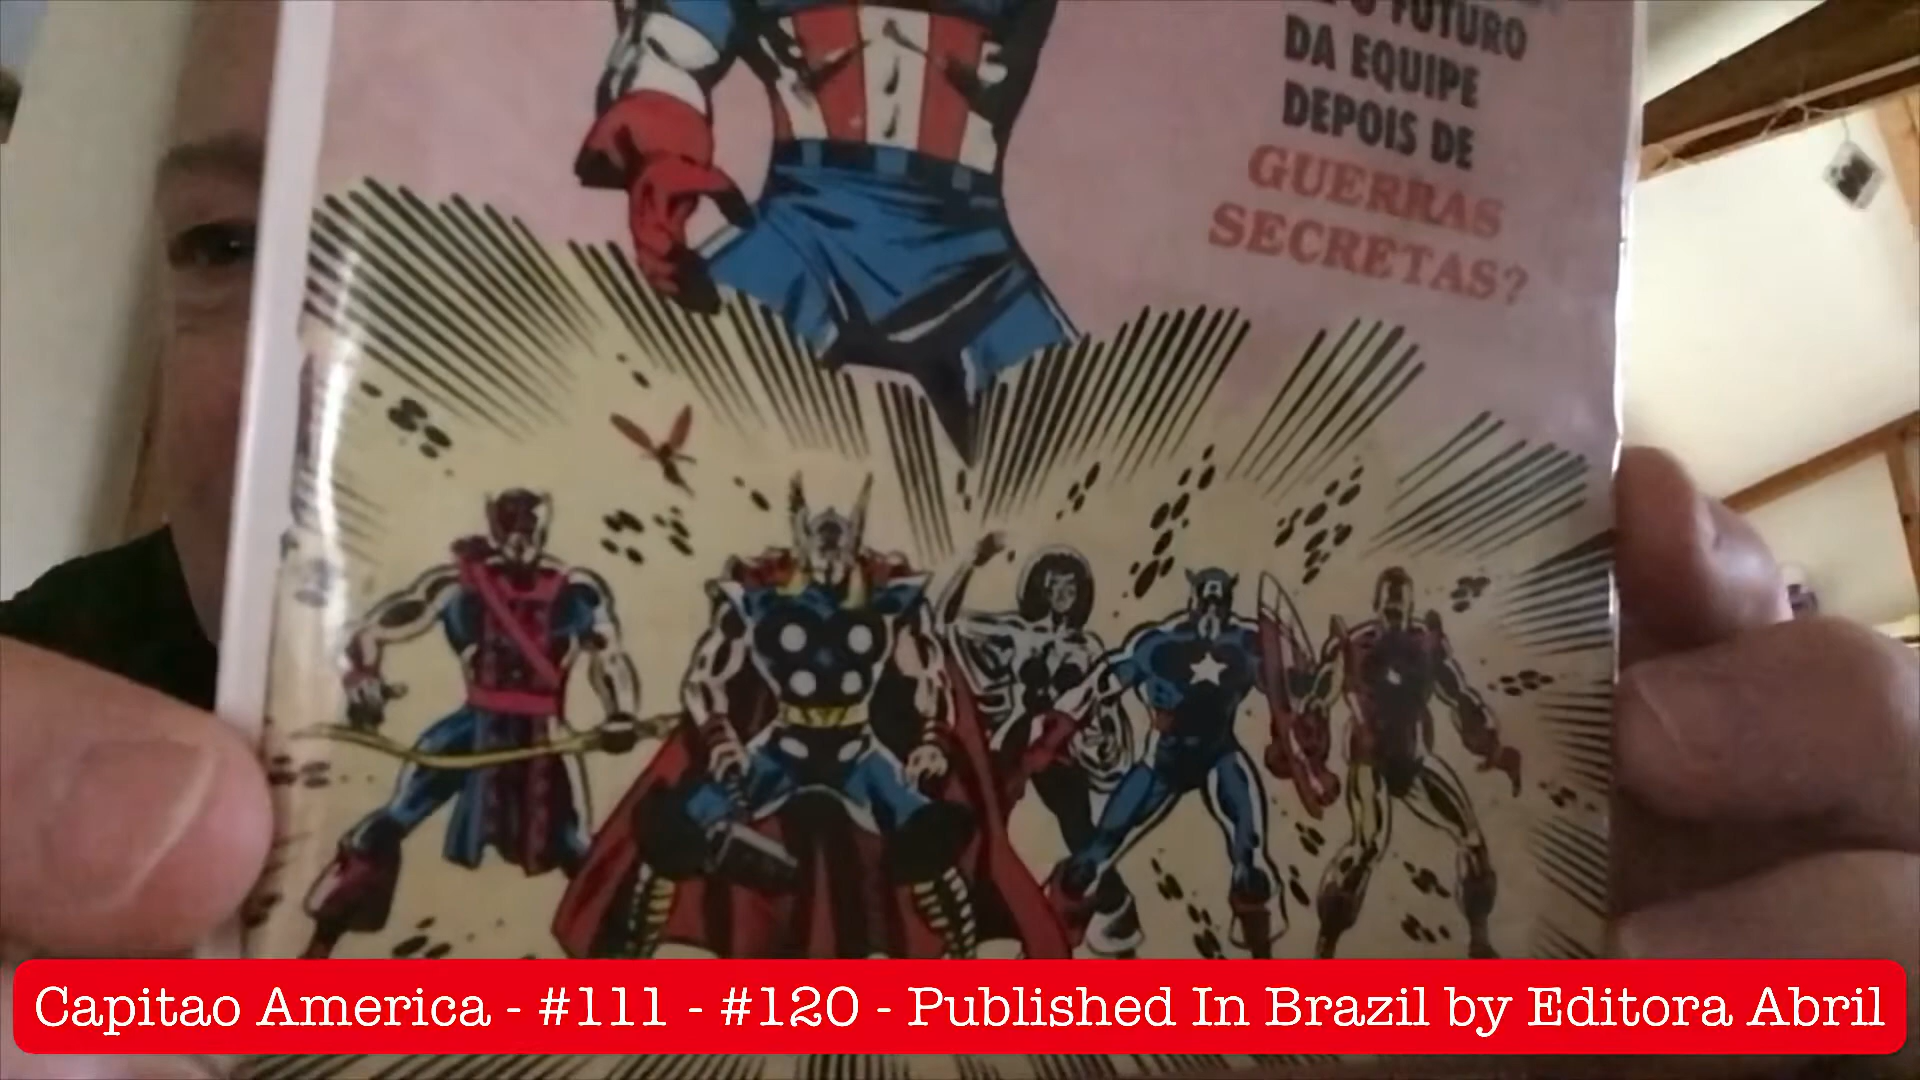 FUTURO
DA EQUIPE
DEPOIS DE
GUERRAS
SECRETAS?
Capitao America - #111 - #120 - Published In Brazil by Editora Abril